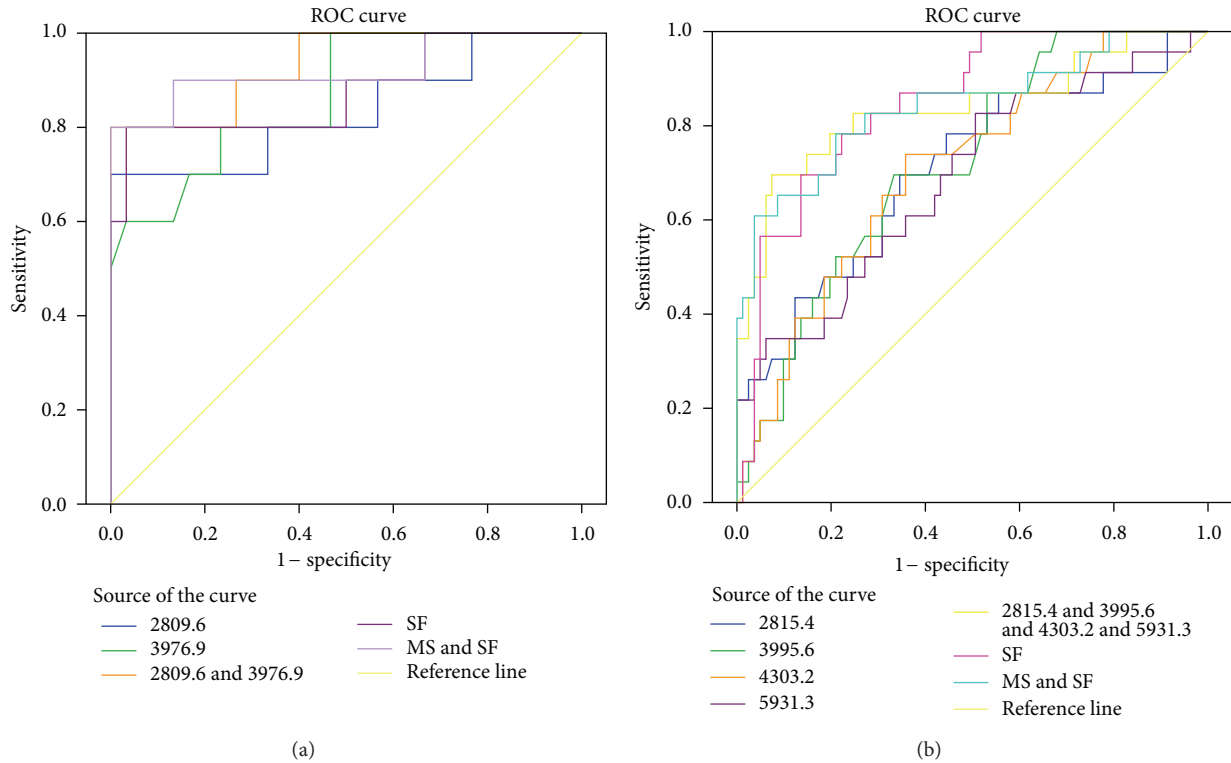 ROC curve
1.0
0.8
0.6
0.4
0.2
0.0
Sensitivity
0.0 0.2 0.4 0.6 0.8 1.0
1− specificity
Source of the curve
2809.6
3976.9
2809.6 and 3976.9
SF
MS and SF
Reference line
(a)
ROC curve
1.0
0.8
0.6
0.4
0.2
0.0
Sensitivity
0.0 0.2 0.4 0.6 0.8 1.0
1− specificity
Source of the curve
2815.4
3995.6
4303.2
5931.3
2815.4 and 3995.6
and 4303.2 and 5931.3
SF
MS and SF
Reference line
(b)